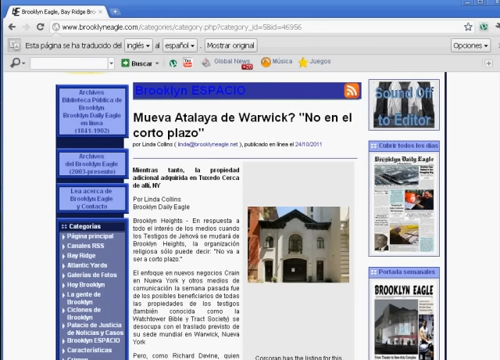 Brooklyn Eagle, Bay Ridge Broo
www.brooklyneagle.com/categories/category.php?category_id=5&id=46956
Esta página se ha traducido del inglés al español. Mostrar original Opciones
Buscar Global News Música Juegos
Archivos
Biblioteca Pública de
Brooklyn
Brooklyn Daily Eagle
en línea
(1841-1902)
Archivos
del Brooklyn Eagle
(2003-presente)
Lea acerca de
Brooklyn Eagle
y Contacto
Categorías
Página principal
Canales RSS
Bay Ridge
Atlantic Yards
Galerías de Fotos
Hoy Brooklyn
La gente de
Brooklyn
Ciclones de
Brooklyn
Palacio de Justicia
de Noticias y Casos
Brooklyn ESPACIO
Características
Brooklyn ESPACIO
Mueva Atalaya de Warwick? "No en el
corto plazo"
por Linda Collins ( linda@brooklyneagle.net ), publicado en línea el 24/10/2011
Mientras tanto, la propiedad
adicional adquirida en Tuxedo Cerca
de allí, NY
Por Linda Collins
Brooklyn Daily Eagle
Brooklyn Heights - En respuesta a
todo el interés de los medios cuando
los Testigos de Jehová se mudará de
Brooklyn Heights, la organización
religiosa sólo puede decir: "No va a
ser a corto plazo."
El enfoque en nuevos negocios Crain
en Nueva York y otros medios de
comunicación la semana pasada fue
de los posibles beneficiarios de todas
las propiedades de los testigos
(también conocida como la
Watchtower Bible y Tract Society) se
desocupa con el traslado previsto de
su sede mundial en Warwick, Nueva
York.
Pero, como Richard Devine, quien
Corcoran has the listing for this
Sound Off
to Editor
Cubrir todos los días
Brooklyn Daily Eagle
Portada semanales
BROOKLYN EAGLE